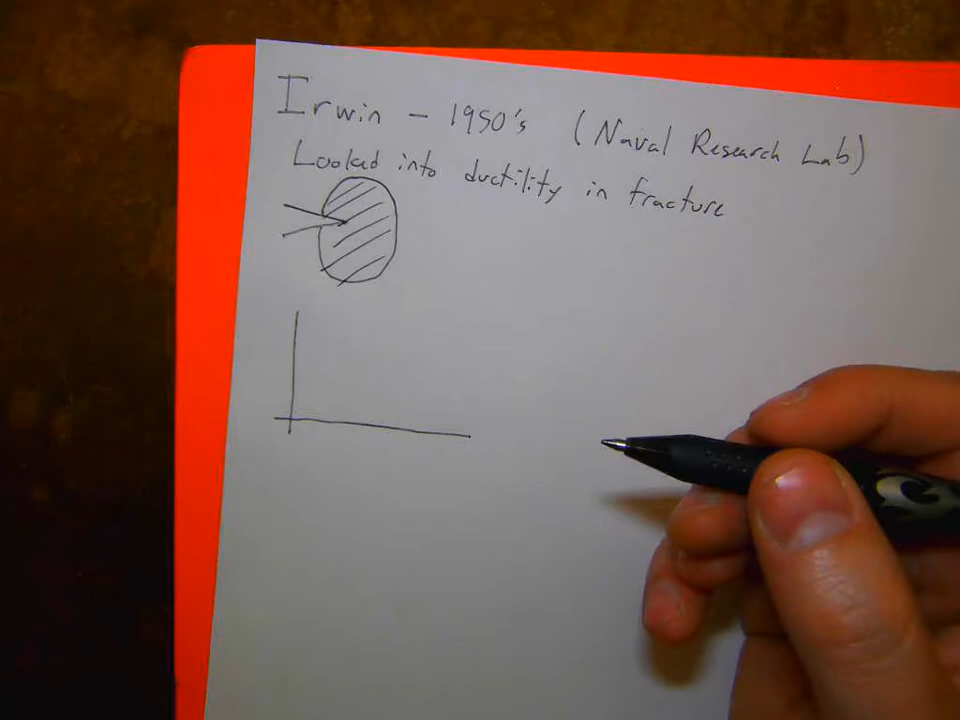 Irwin - 1950's (Naval Research Lab)
Looked into ductility in fracture